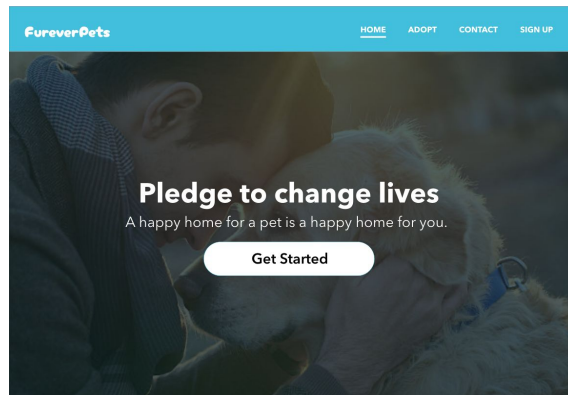 FureverPets
HOME ADOPT CONTACT SIGN UP
Pledge to change lives
A happy home for a pet is a happy home for you.
Get Started